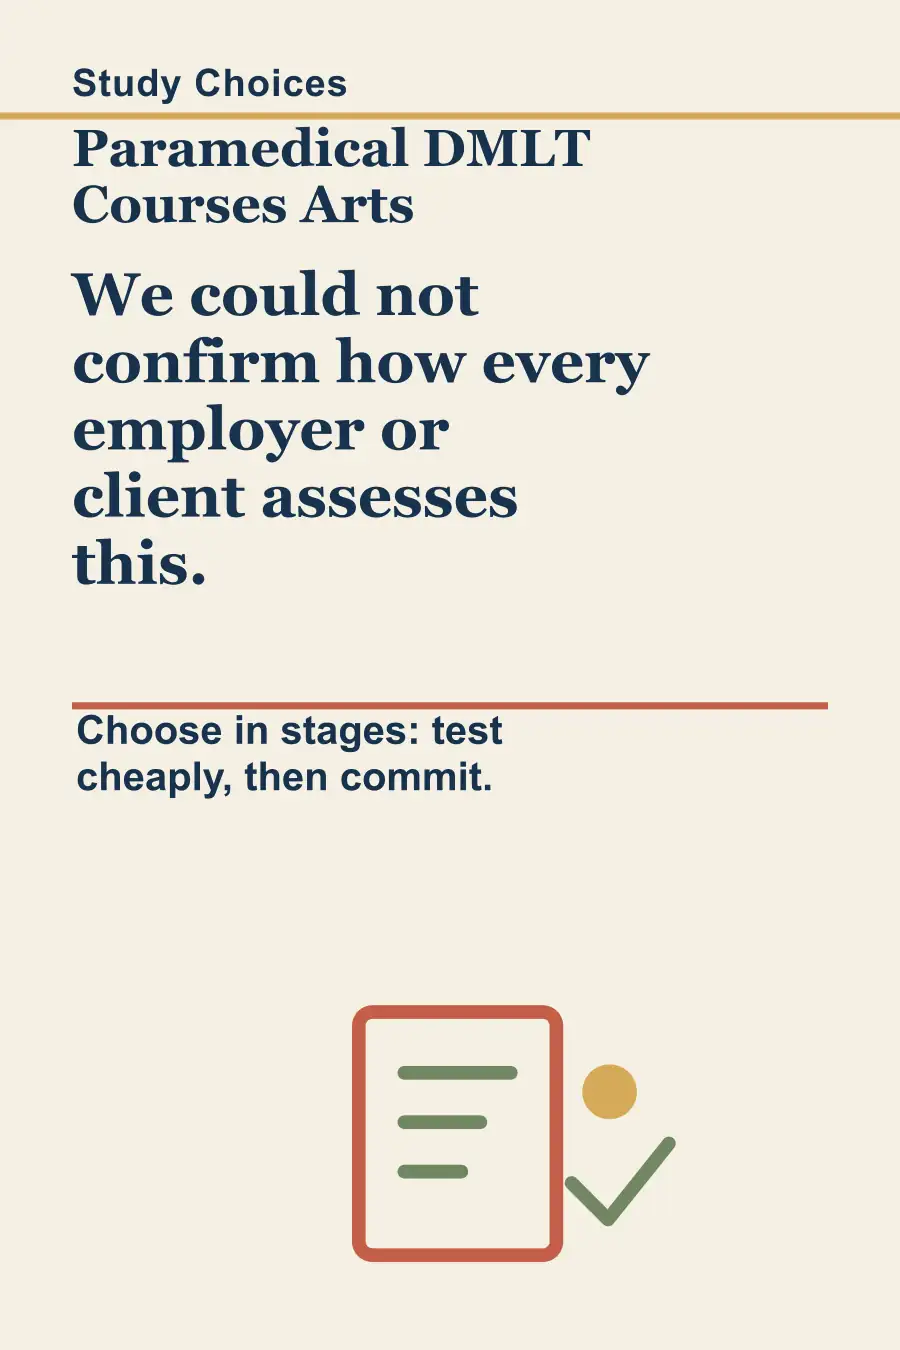 Study Choices
Paramedical DMLT
Courses Arts
We could not
confirm how every
employer or
client assesses
this.
Choose in stages: test
cheaply, then commit.